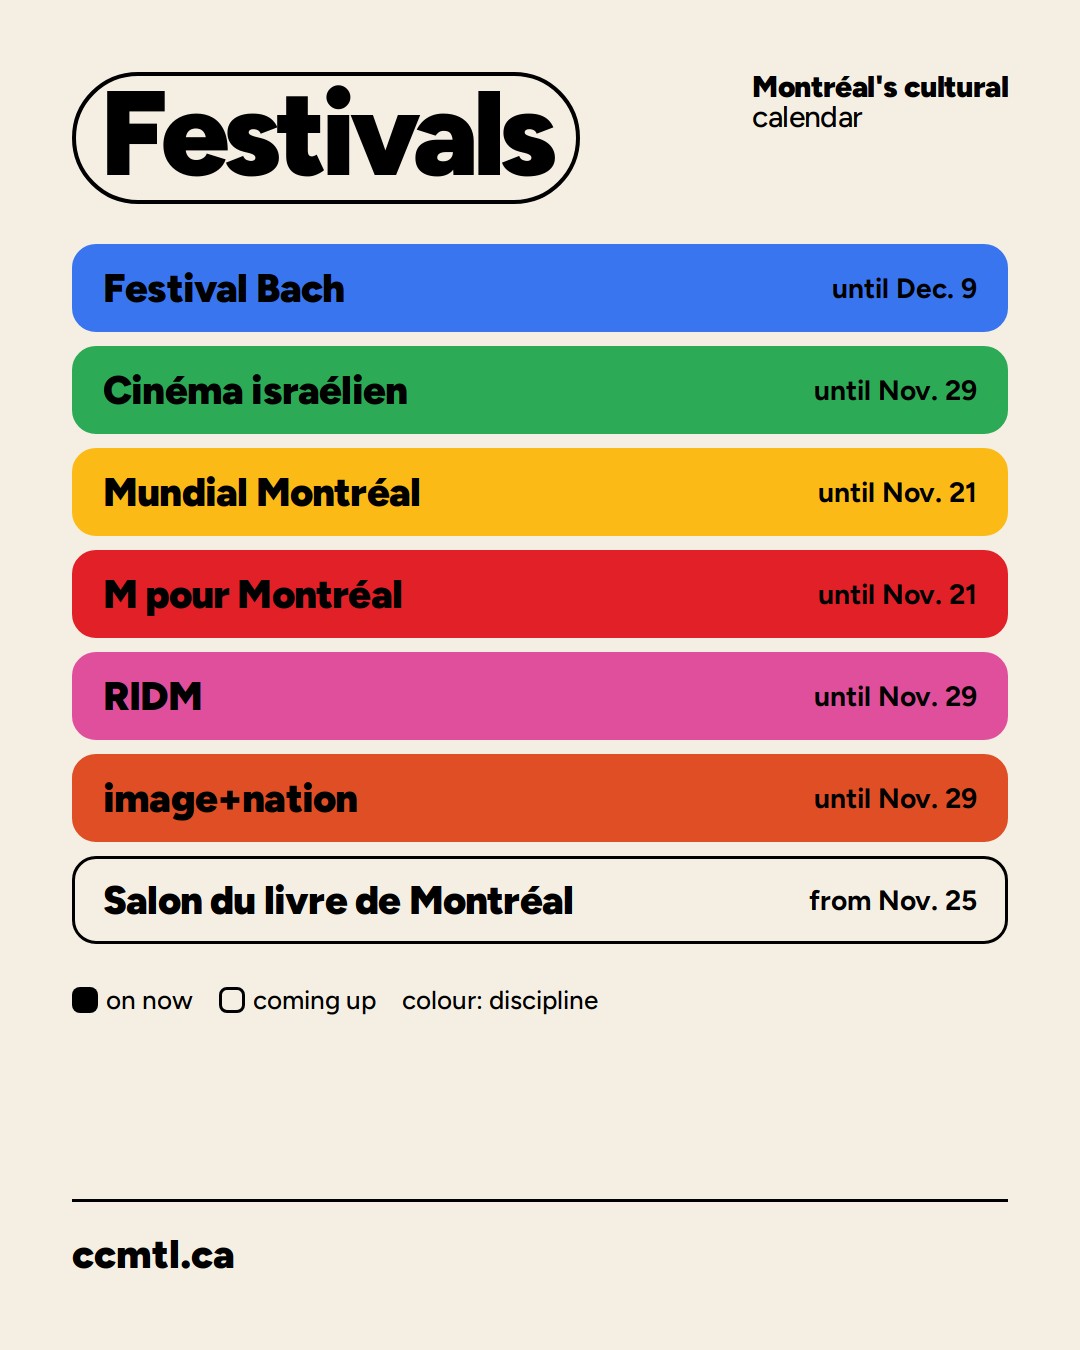 Festivals
Montréal's cultural
calendar
Festival Bach until Dec. 9
Cinéma israélien until Nov. 29
Mundial Montréal until Nov. 21
M pour Montréal until Nov. 21
RIDM until Nov. 29
image+nation until Nov. 29
Salon du livre de Montréal from Nov. 25
on now coming up colour: discipline
ccmtl.ca